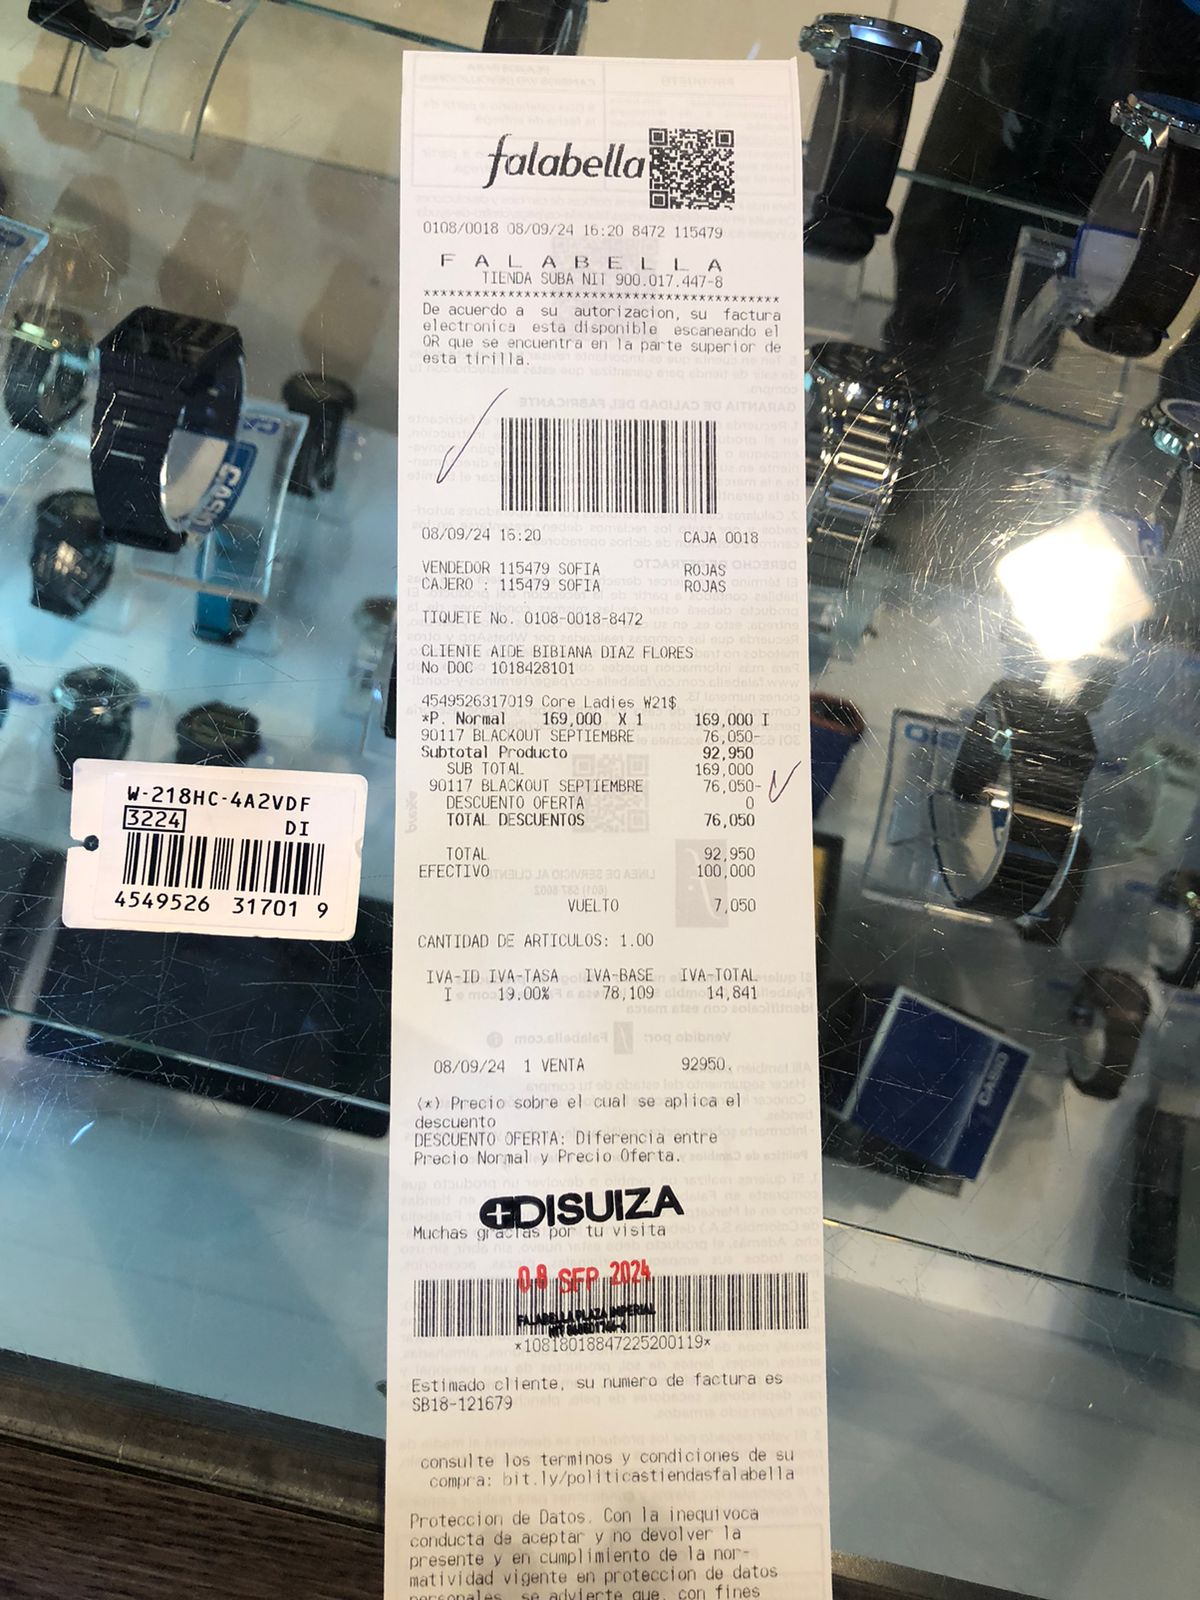 falabella
0108/0018 08/09/24 16:20 8472 115479
F A L A B E L L A
TIENDA SUBA NIT 900.017.447-8
******************************************
De acuerdo a su autorizacion, su factura
electronica esta disponible escaneando el
QR que se encuentra en la parte superior de
esta tirilla.
08/09/24 16:20 CAJA 0018
VENDEDOR 115479 SOFIA ROJAS
CAJERO : 115479 SOFIA ROJAS
TIQUETE No. 0108-0018-8472
CLIENTE AIDE BIBIANA DIAZ FLORES
No DOC 1018428101
4549526317019 Core Ladies W21$
*P. Normal 169,000 X 1 169,000 I
90117 BLACKOUT SEPTIEMBRE 76,050-
Subtotal Producto 92,950
SUB TOTAL 169,000
90117 BLACKOUT SEPTIEMBRE 76,050-
DESCUENTO OFERTA 0
TOTAL DESCUENTOS 76,050
TOTAL 92,950
EFECTIVO 100,000
VUELTO 7,050
CANTIDAD DE ARTICULOS: 1.00
IVA-ID IVA-TASA IVA-BASE IVA-TOTAL
I 19.00% 78,109 14,841
08/09/24 1 VENTA 92950.
(*) Precio sobre el cual se aplica el
descuento
DESCUENTO OFERTA: Diferencia entre
Precio Normal y Precio Oferta.
DISUIZA
Muchas gracias por tu visita
08 SEP 2024
FALABELLA PLAZA IMPERIAL
*10818018847225200119*
Estimado cliente, su numero de factura es
SB18-121679
consulte los terminos y condiciones de su
compra: bit.ly/politicastiendasfalabella
Proteccion de Datos. Con la inequivoca
conducta de aceptar y no devolver la
presente y en cumplimiento de la nor-
matividad vigente en proteccion de datos
personales, se advierte que, con fines
W-218HC-4A2VDF
3224
DI
4549526 31701 9
CASIO
CASIO
CASIO